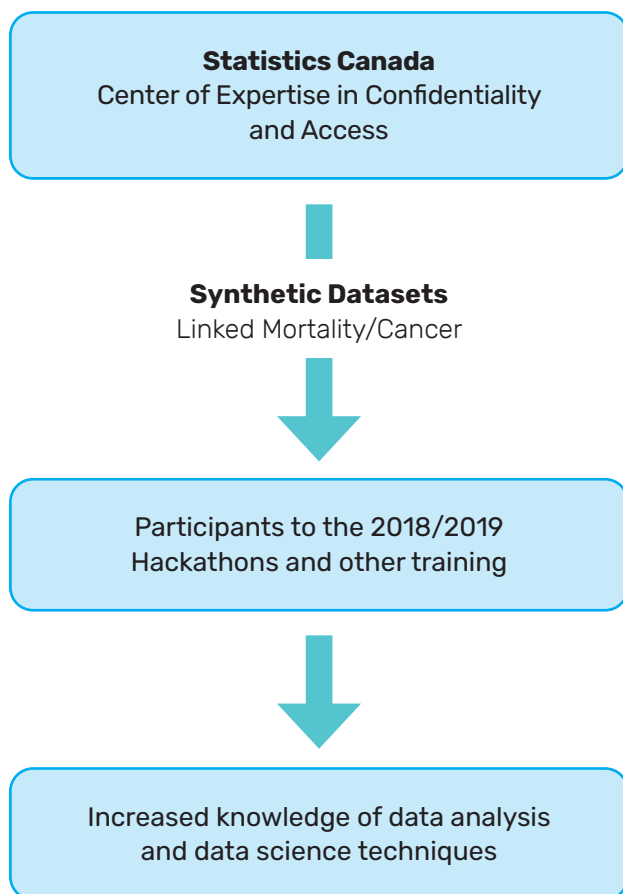 Statistics Canada
Center of Expertise in Confidentiality
and Access
Synthetic Datasets
Linked Mortality/Cancer
Participants to the 2018/2019
Hackathons and other training
Increased knowledge of data analysis
and data science techniques